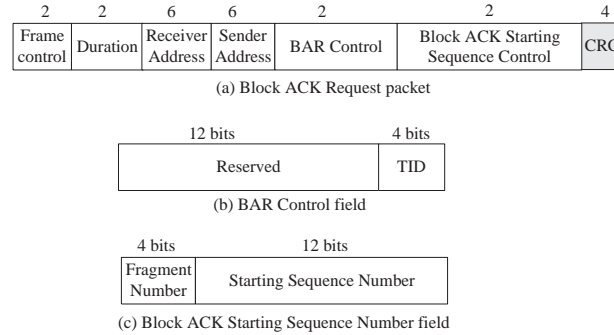 2 2 6 6 2 2 4
Frame control Duration Receiver Address Sender Address BAR Control Block ACK Starting Sequence Control CRC
(a) Block ACK Request packet
12 bits 4 bits
Reserved TID
(b) BAR Control field
4 bits 12 bits
Fragment Number Starting Sequence Number
(c) Block ACK Starting Sequence Number field